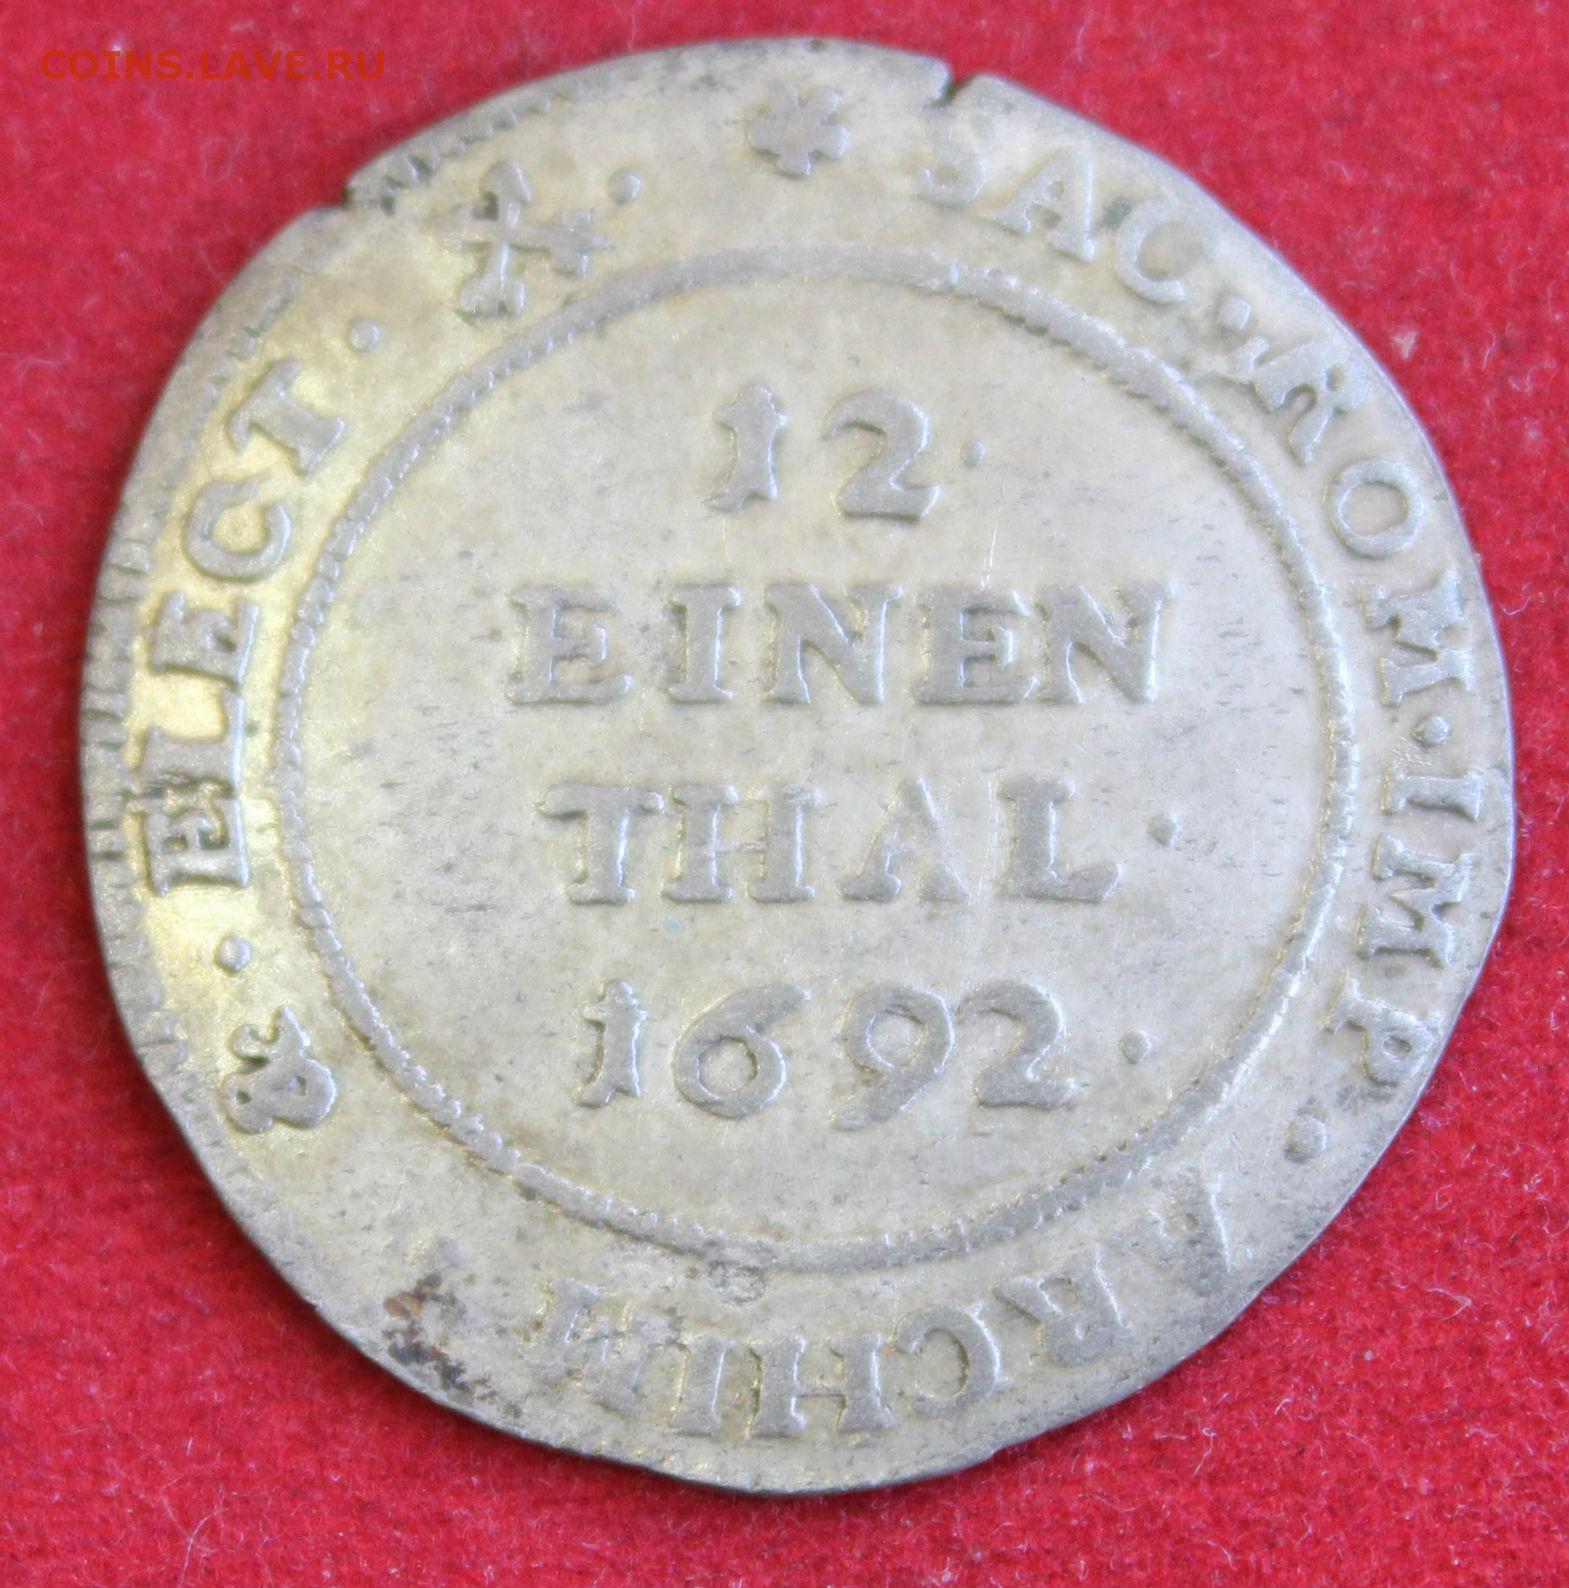 COINS.LAVE.RU
SAC·ROM·IMP·ARCHIM & · ELECT ·
12·
EINEN
THAL·
1692·